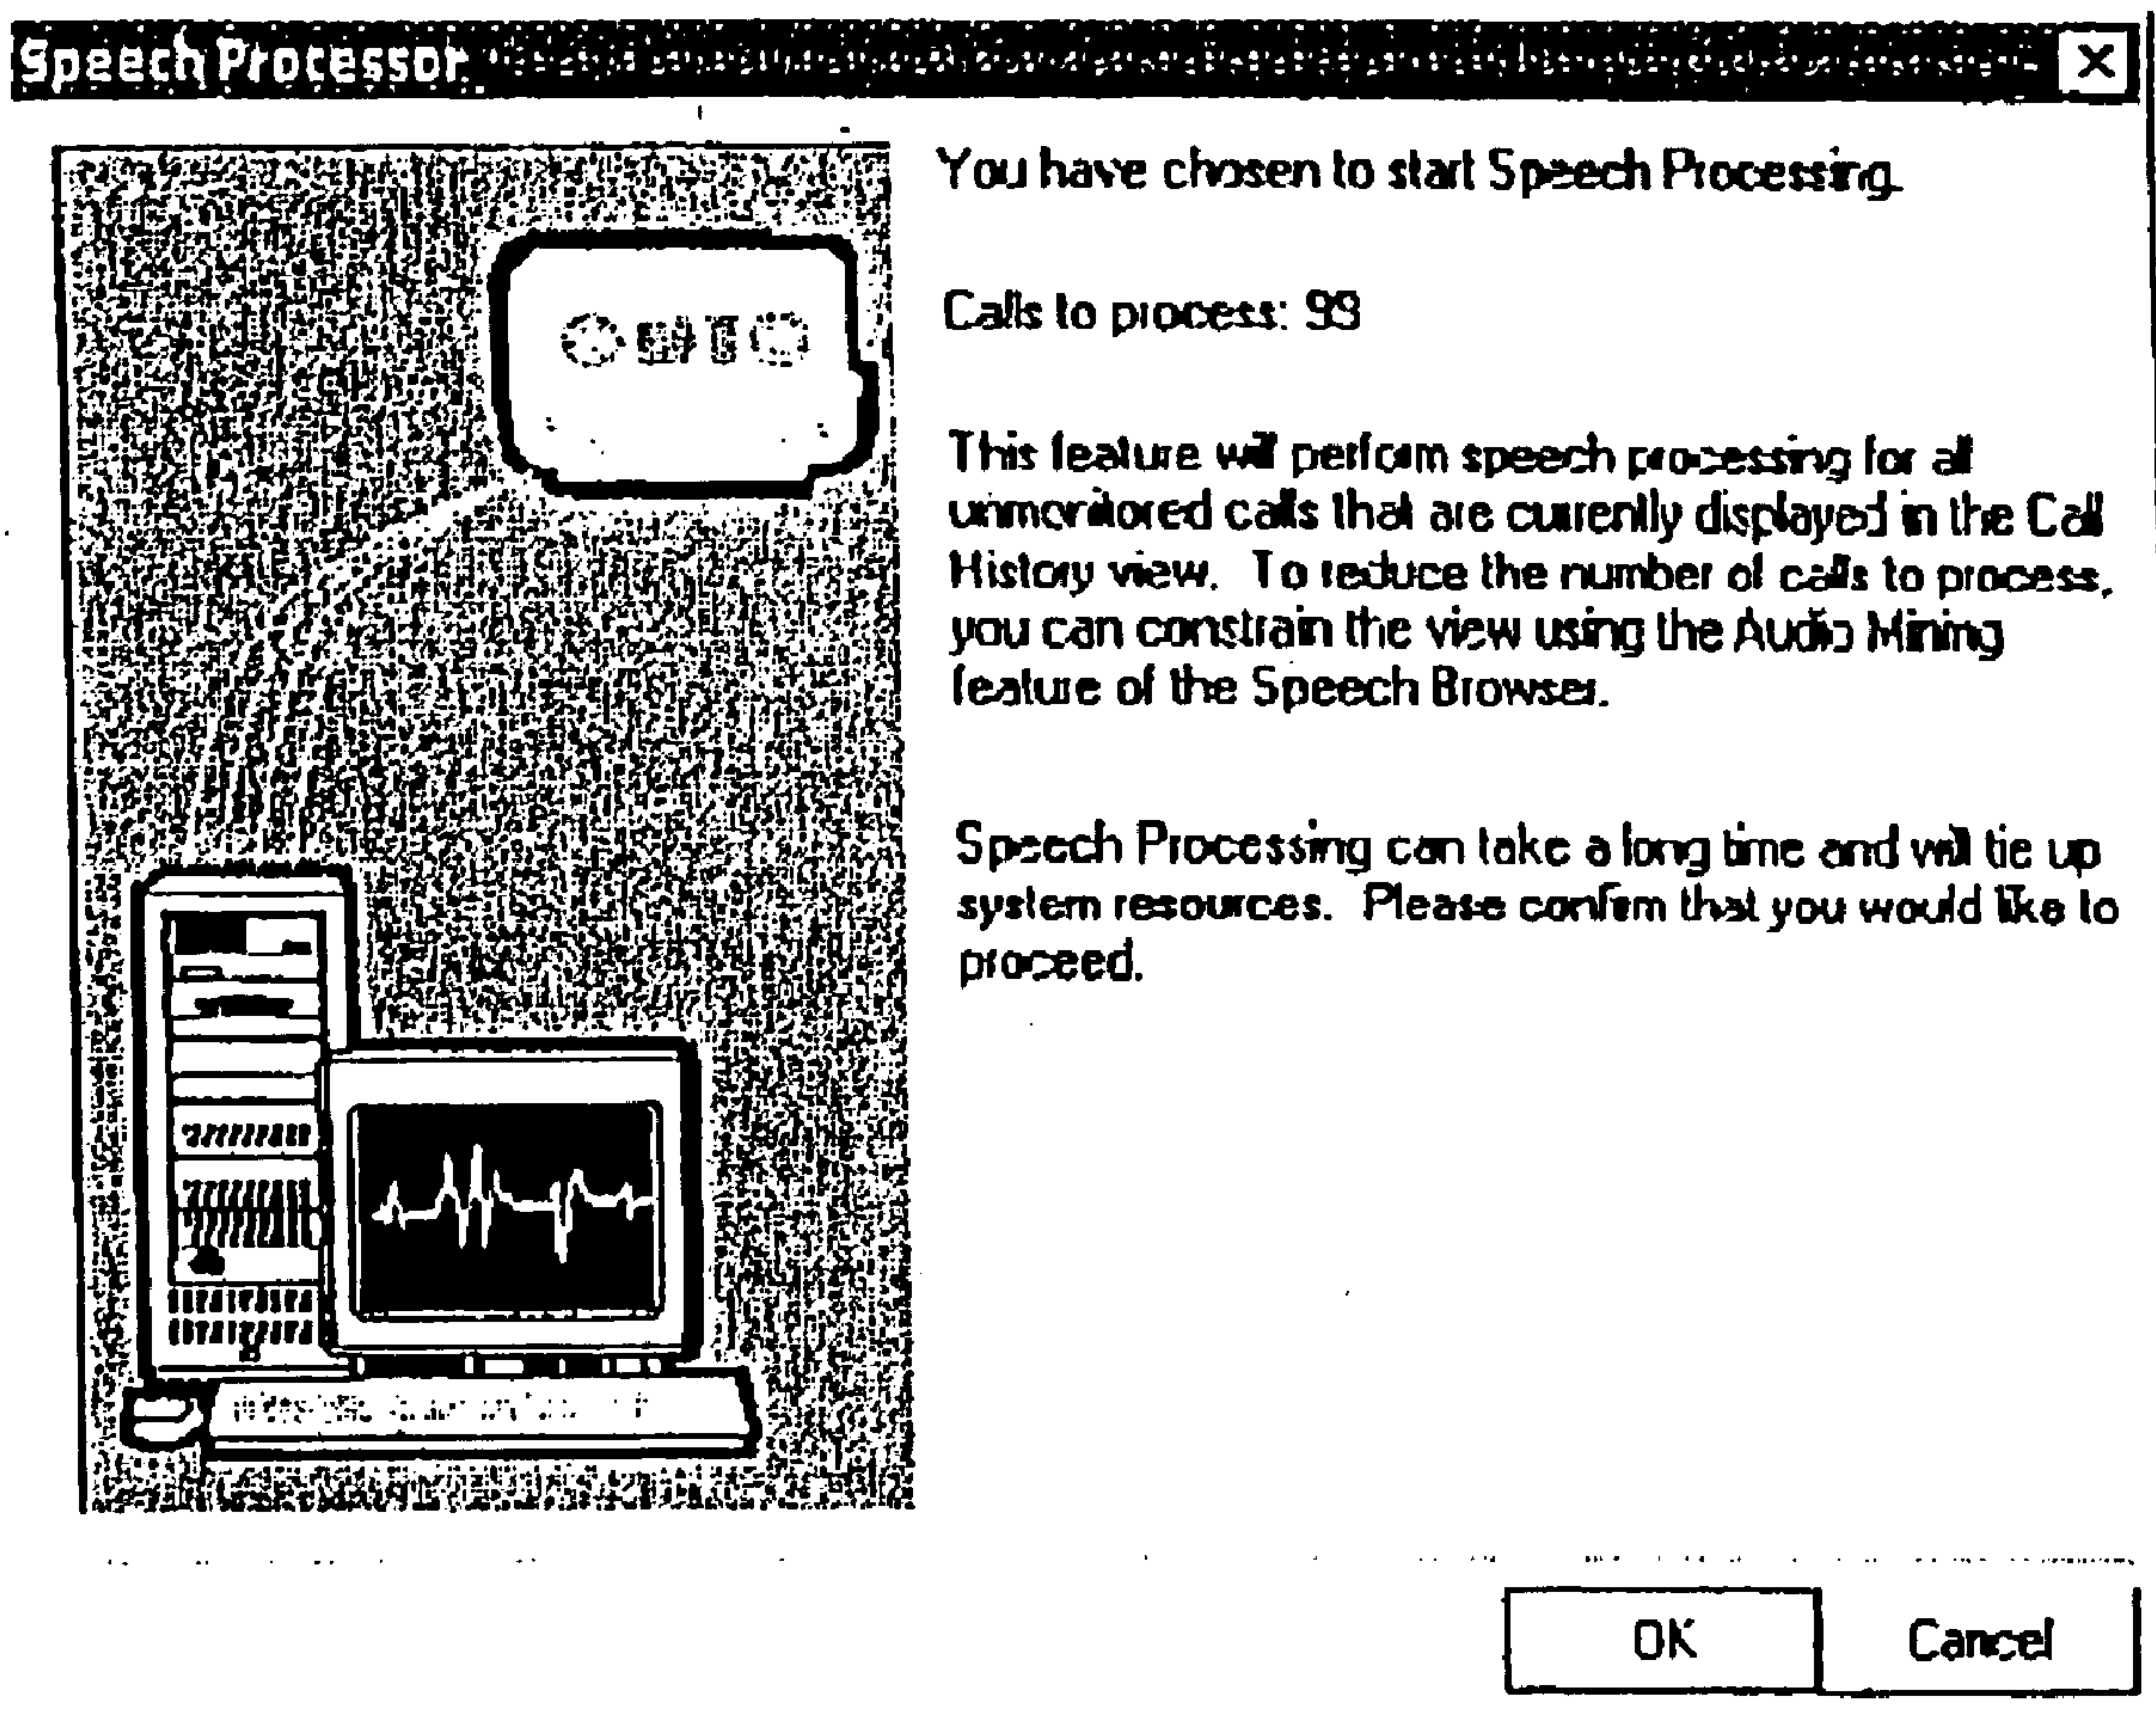 Speech Processor
You have chosen to start Speech Processing.
Calls to process: 99
This feature will perform speech processing for all
unmonitored calls that are currently displayed in the Call
History view. To reduce the number of calls to process,
you can constrain the view using the Audio Mining
feature of the Speech Browser.
Speech Processing can take a long time and will tie up
system resources. Please confirm that you would like to
proceed.
OK
Cancel